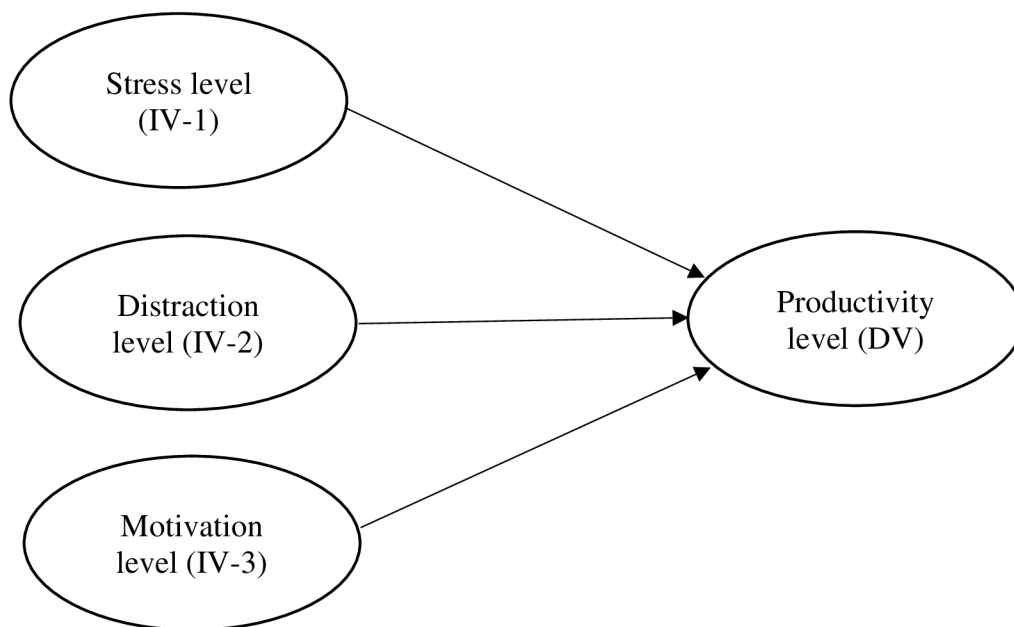 Stress level
(IV-1)
Distraction
level (IV-2)
Productivity
level (DV)
Motivation
level (IV-3)